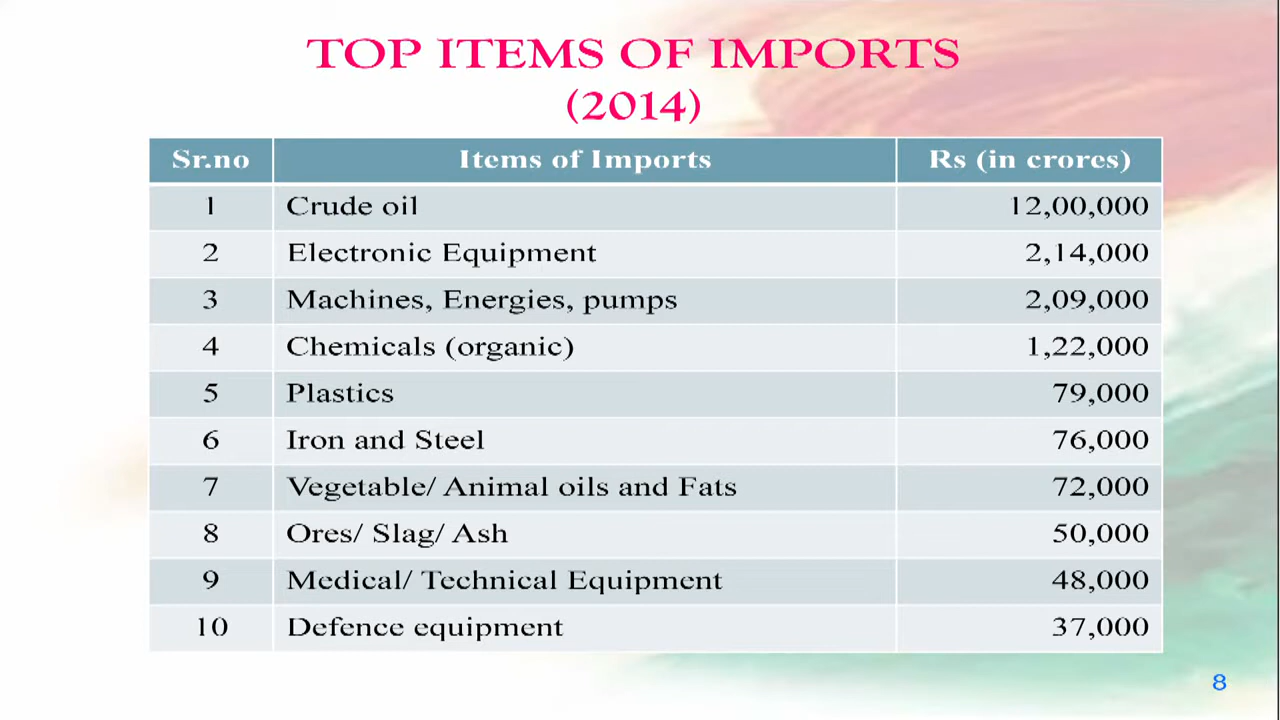 TOP ITEMS OF IMPORTS
(2014)
Sr.no Items of Imports Rs (in crores)
1 Crude oil 12,00,000
2 Electronic Equipment 2,14,000
3 Machines, Energies, pumps 2,09,000
4 Chemicals (organic) 1,22,000
5 Plastics 79,000
6 Iron and Steel 76,000
7 Vegetable/ Animal oils and Fats 72,000
8 Ores/ Slag/ Ash 50,000
9 Medical/ Technical Equipment 48,000
10 Defence equipment 37,000
8